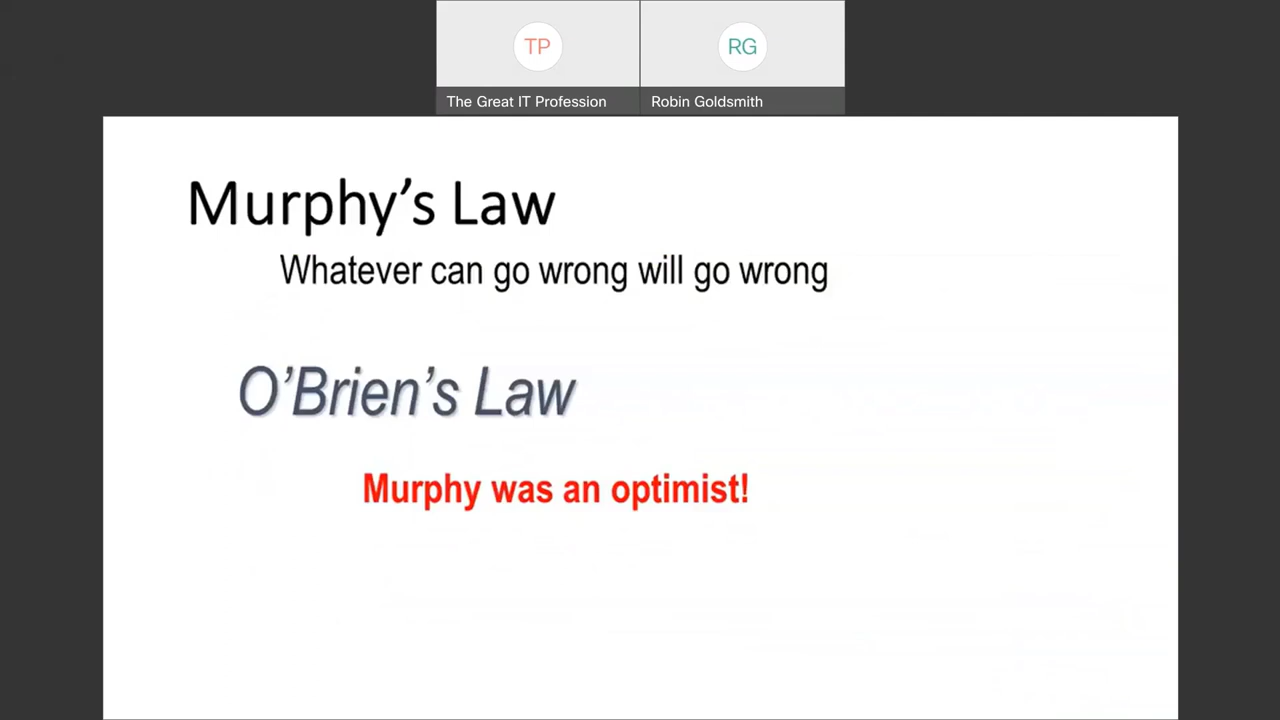 TP
RG
The Great IT Profession
Robin Goldsmith
Murphy’s Law
Whatever can go wrong will go wrong
O’Brien’s Law
Murphy was an optimist!